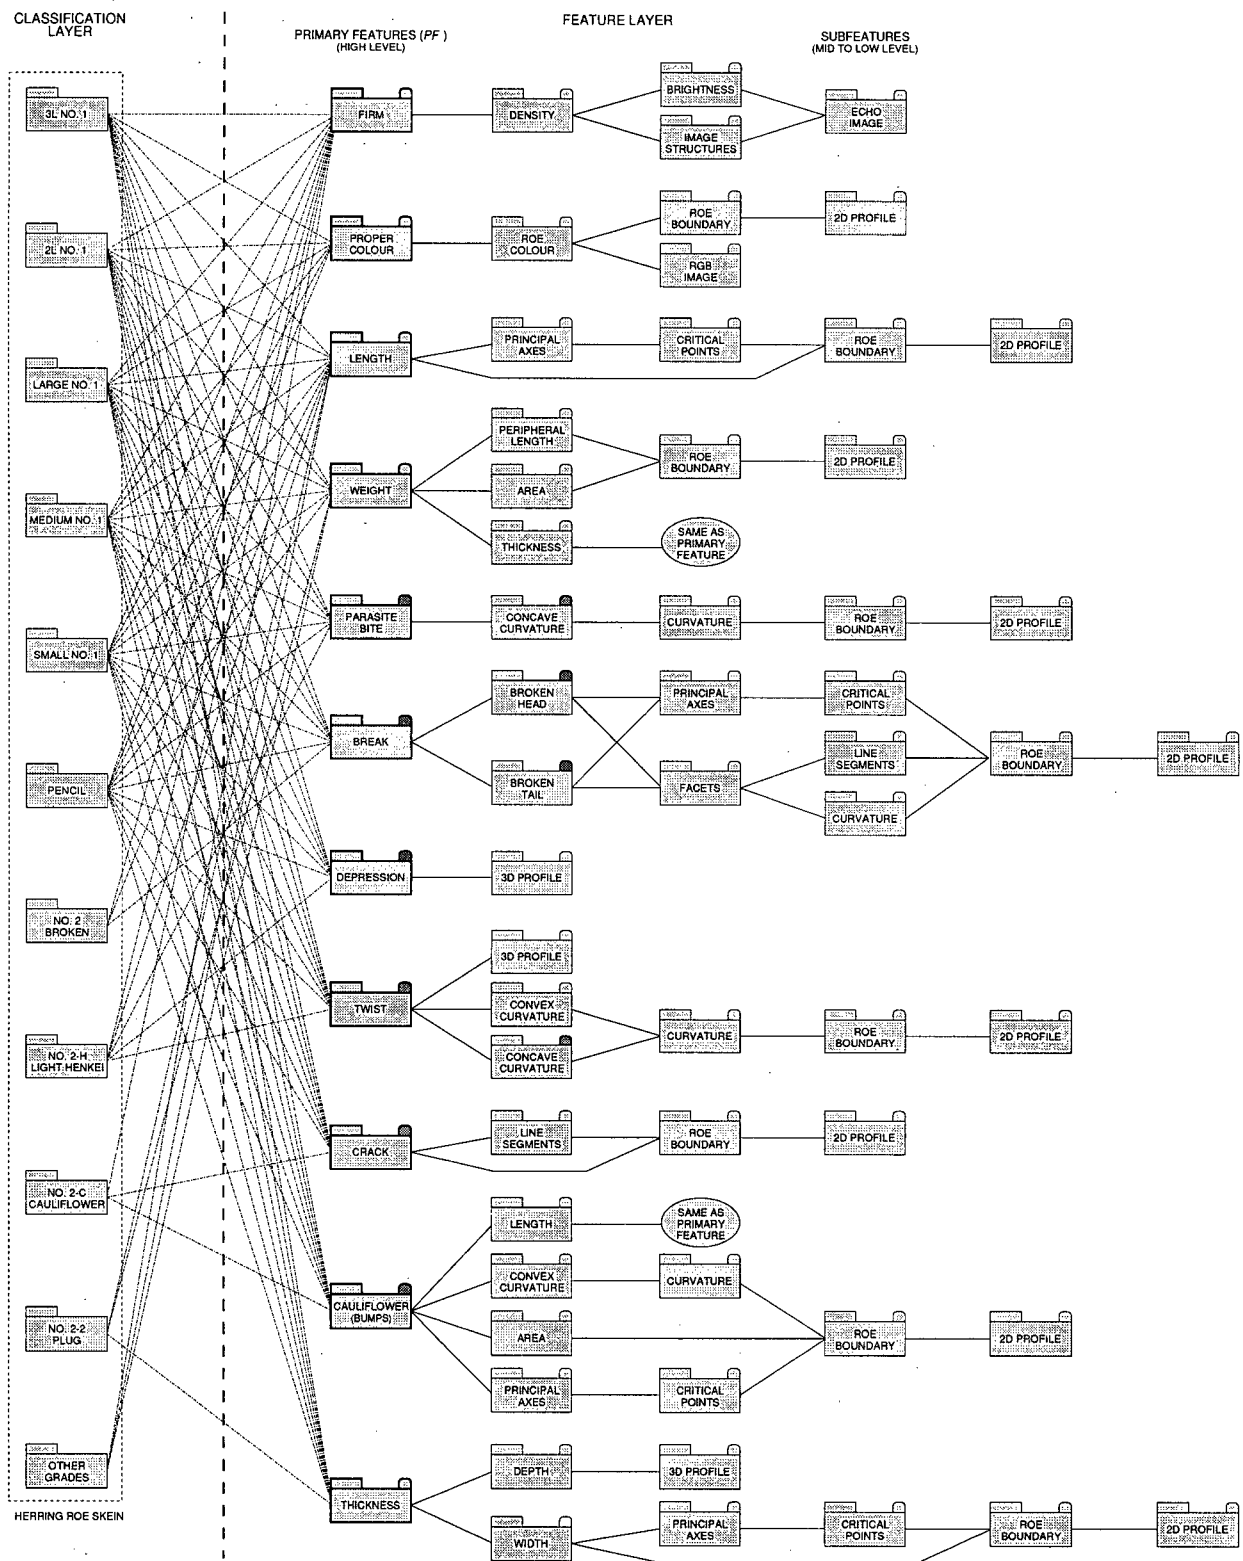 CLASSIFICATION
LAYER
FEATURE LAYER
PRIMARY FEATURES (PF )
(HIGH LEVEL)
SUBFEATURES
(MID TO LOW LEVEL)
3L NO. 1
2L NO. 1
LARGE NO. 1
MEDIUM NO. 1
SMALL NO. 1
PENCIL
NO. 2
BROKEN
NO. 2-H
LIGHT HENKEI
NO. 2-C
CAULIFLOWER
NO. 2-2
PLUG
OTHER
GRADES
HERRING ROE SKEIN
FIRM
DENSITY
BRIGHTNESS
IMAGE
STRUCTURES
ECHO
IMAGE
PROPER
COLOUR
ROE
COLOUR
ROE
BOUNDARY
2D PROFILE
RGB
IMAGE
LENGTH
PRINCIPAL
AXES
CRITICAL
POINTS
ROE
BOUNDARY
2D PROFILE
WEIGHT
PERIPHERAL
LENGTH
AREA
THICKNESS
ROE
BOUNDARY
2D PROFILE
SAME AS
PRIMARY
FEATURE
PARASITE
BITE
CONCAVE
CURVATURE
CURVATURE
ROE
BOUNDARY
2D PROFILE
BREAK
BROKEN
HEAD
BROKEN
TAIL
PRINCIPAL
AXES
FACETS
CRITICAL
POINTS
LINE
SEGMENTS
CURVATURE
ROE
BOUNDARY
2D PROFILE
DEPRESSION
3D PROFILE
TWIST
3D PROFILE
CONVEX
CURVATURE
CONCAVE
CURVATURE
CURVATURE
ROE
BOUNDARY
2D PROFILE
CRACK
LINE
SEGMENTS
ROE
BOUNDARY
2D PROFILE
CAULIFLOWER
(BUMPS)
LENGTH
SAME AS
PRIMARY
FEATURE
CONVEX
CURVATURE
CURVATURE
AREA
PRINCIPAL
AXES
CRITICAL
POINTS
ROE
BOUNDARY
2D PROFILE
THICKNESS
DEPTH
3D PROFILE
WIDTH
PRINCIPAL
AXES
CRITICAL
POINTS
ROE
BOUNDARY
2D PROFILE